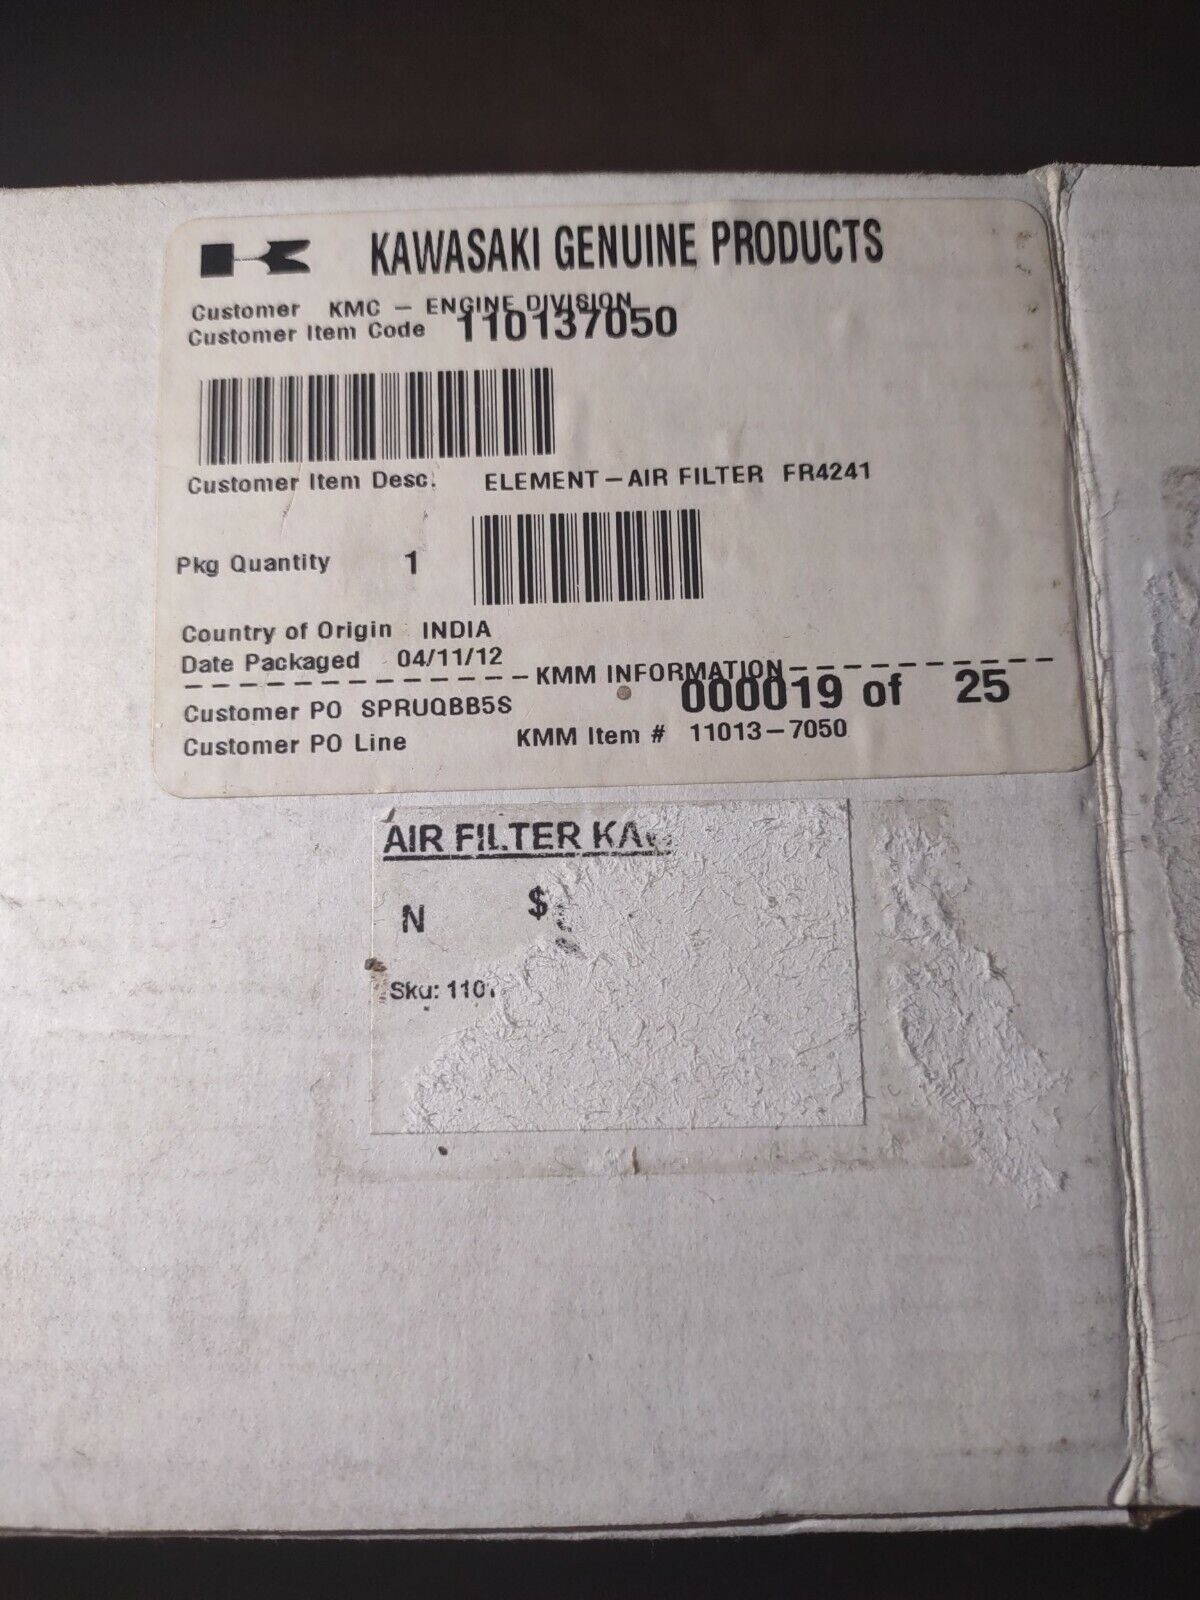 KAWASAKI GENUINE PRODUCTS
Customer KMC - ENGINE DIVISION
Customer Item Code 110137050
Customer Item Desc. ELEMENT-AIR FILTER FR4241
Pkg Quantity 1
Country of Origin INDIA
Date Packaged 04/11/12
KMM INFORMATION
Customer PO SPRUQBB5S 000019 of 25
Customer PO Line KMM Item # 11013-7050
AIR FILTER
N $
Sku: